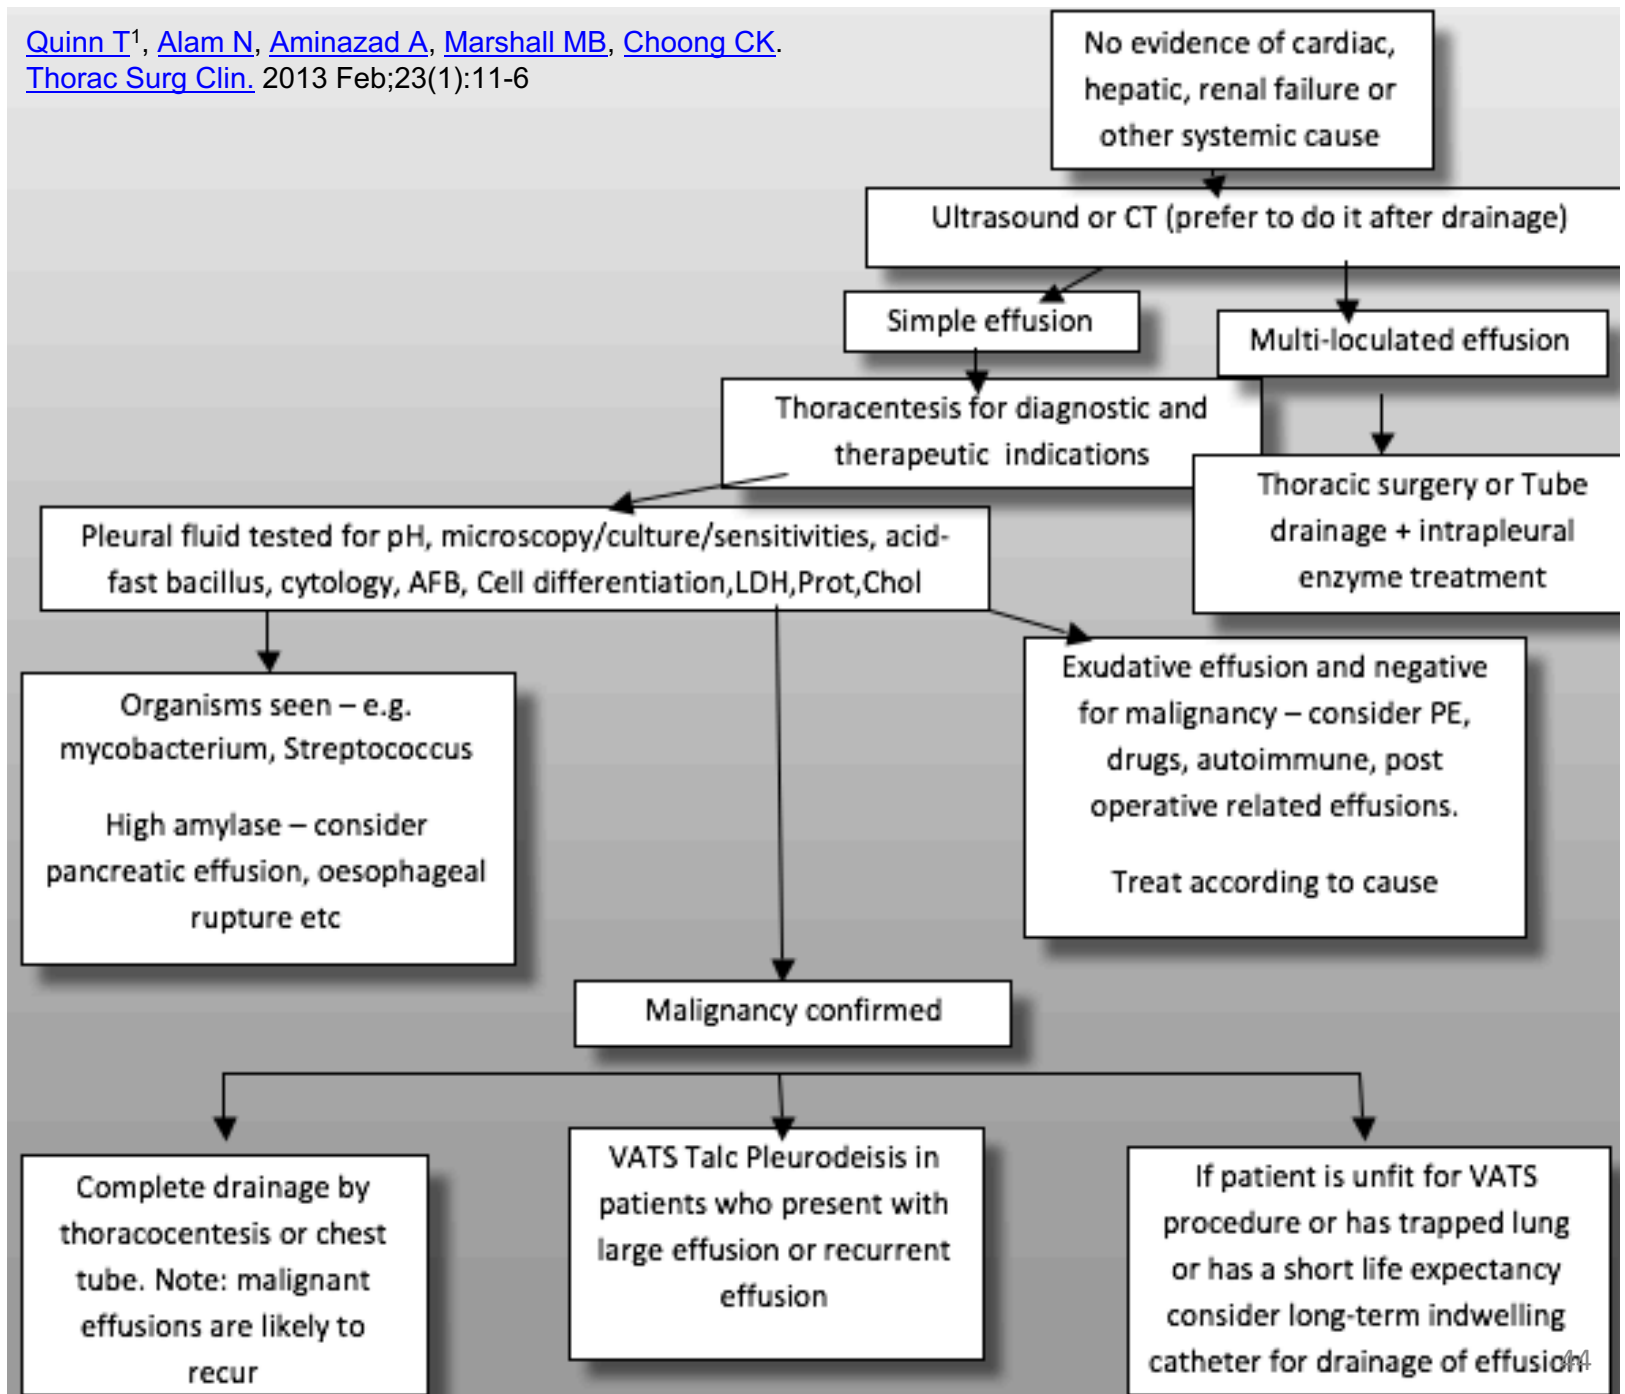 Quinn T1, Alam N, Aminazad A, Marshall MB, Choong CK.
Thorac Surg Clin. 2013 Feb;23(1):11-6
No evidence of cardiac,
hepatic, renal failure or
other systemic cause
Ultrasound or CT (prefer to do it after drainage)
Simple effusion
Multi-loculated effusion
Thoracentesis for diagnostic and
therapeutic indications
Thoracic surgery or Tube
drainage + intrapleural
enzyme treatment
Pleural fluid tested for pH, microscopy/culture/sensitivities, acid-
fast bacillus, cytology, AFB, Cell differentiation,LDH,Prot,Chol
Organisms seen – e.g.
mycobacterium, Streptococcus
High amylase – consider
pancreatic effusion, oesophageal
rupture etc
Exudative effusion and negative
for malignancy – consider PE,
drugs, autoimmune, post
operative related effusions.
Treat according to cause
Malignancy confirmed
Complete drainage by
thoracocentesis or chest
tube. Note: malignant
effusions are likely to
recur
VATS Talc Pleurodeisis in
patients who present with
large effusion or recurrent
effusion
If patient is unfit for VATS
procedure or has trapped lung
or has a short life expectancy
consider long-term indwelling
catheter for drainage of effusion
44